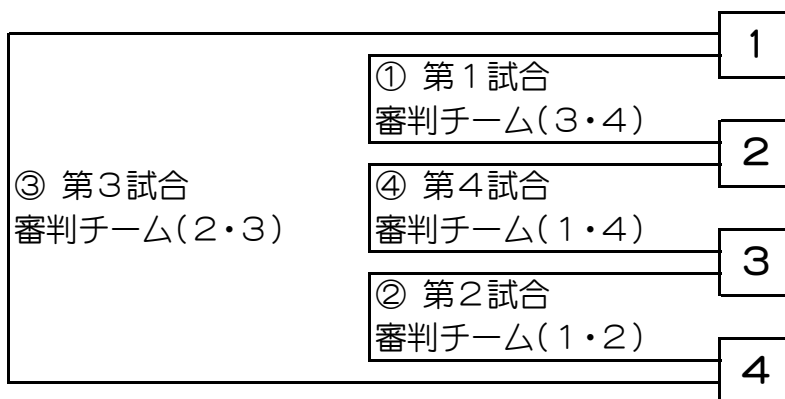 1
① 第１試合
審判チーム(３・４)
2
③ 第３試合
審判チーム(２・３)
④ 第４試合
審判チーム(１・４)
3
② 第２試合
審判チーム(１・２)
4